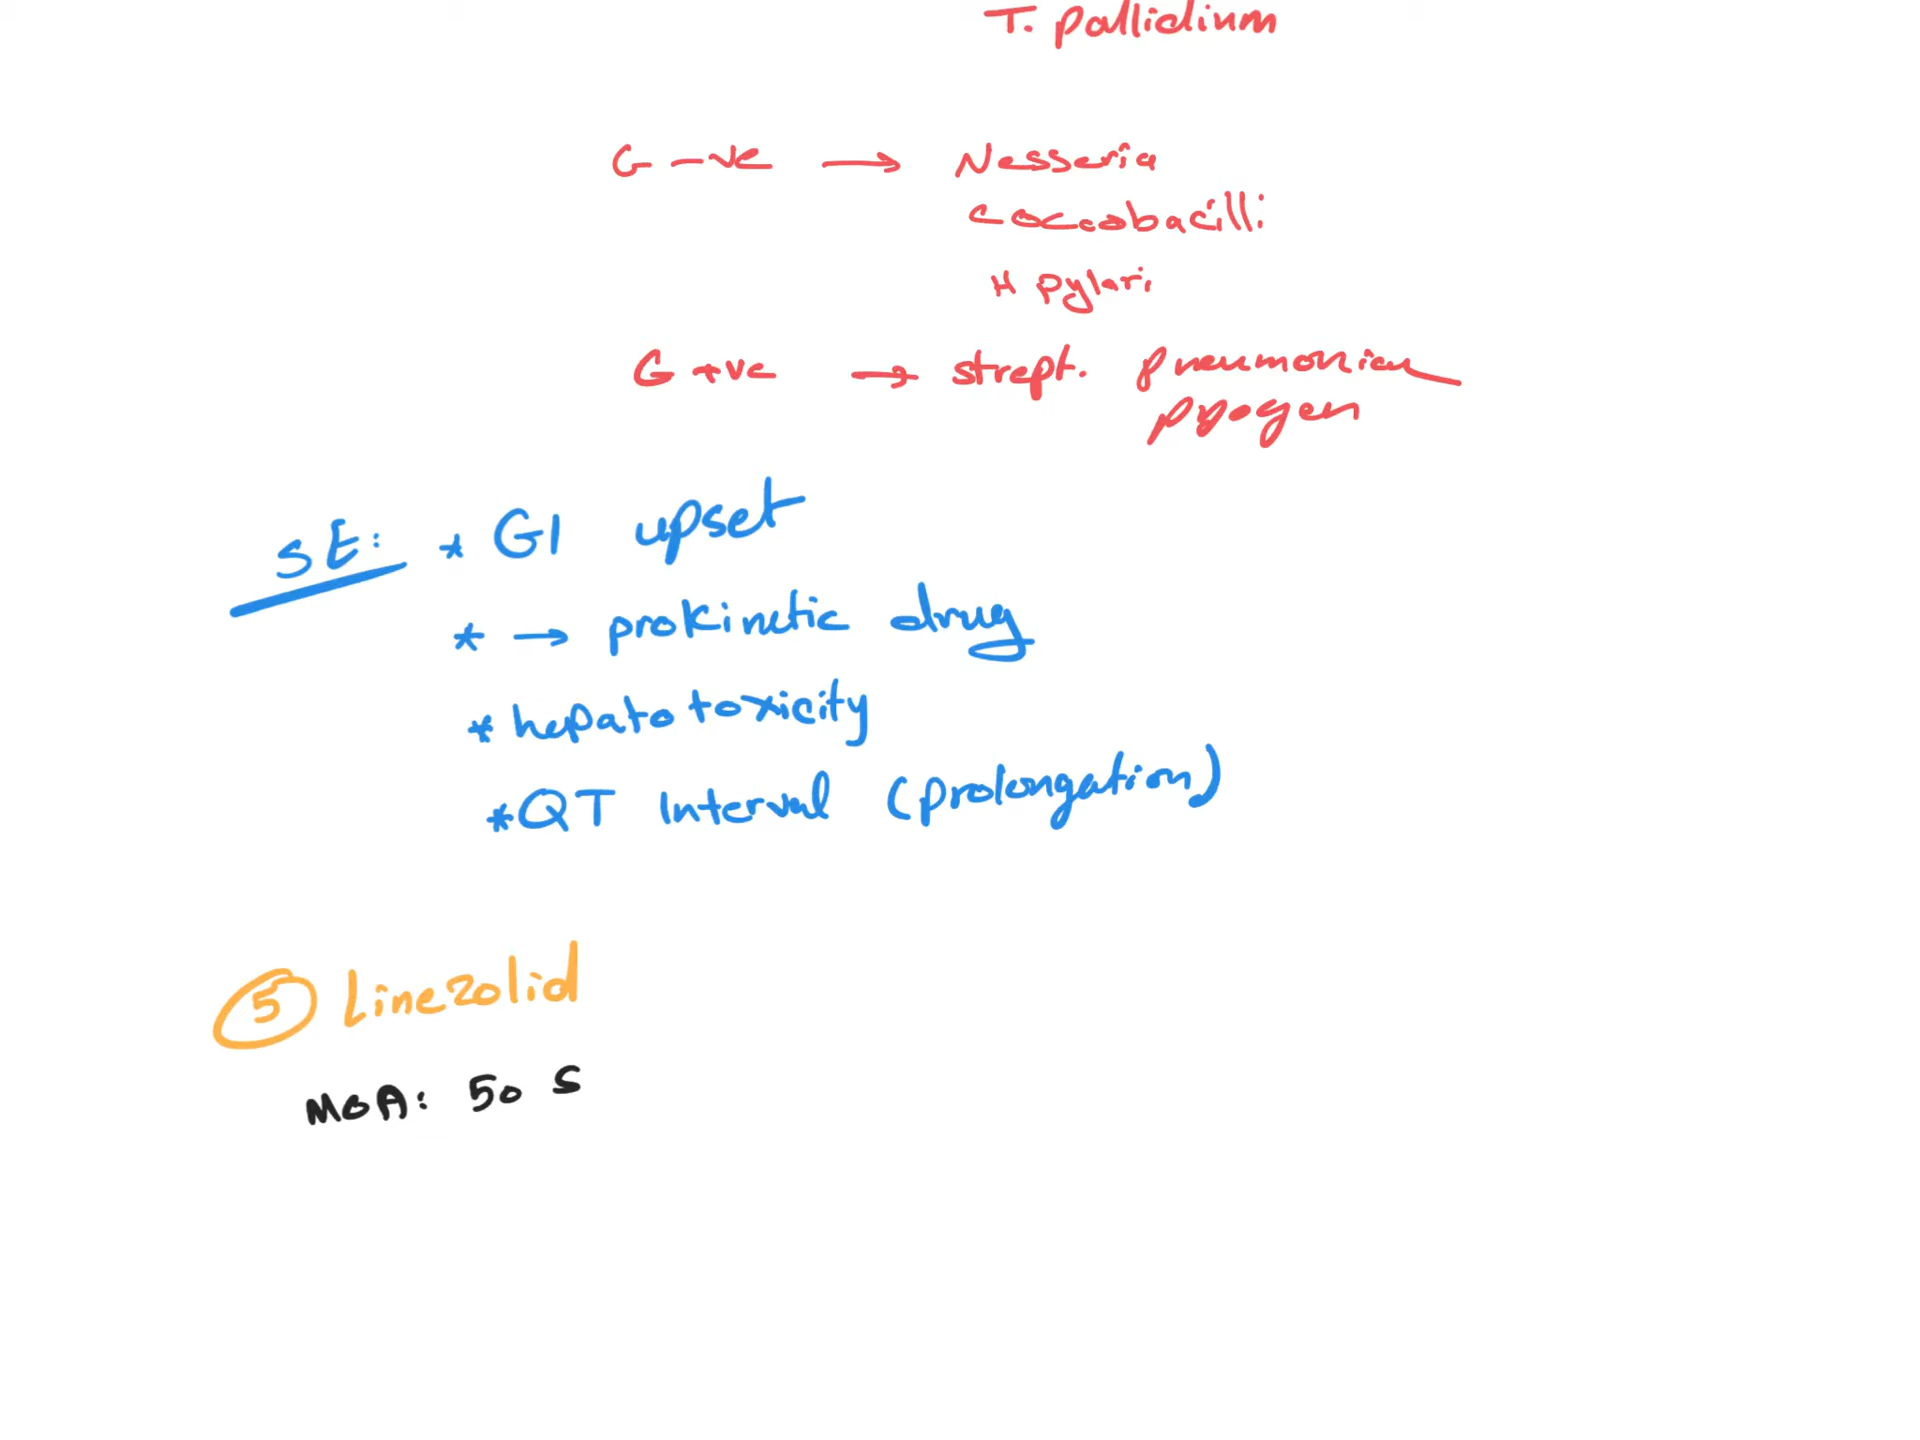 T. pallidium
G -ve → Nesseria
coccobacilli
H pylori
G +ve → strept. pneumoniea
pyogen
SE: * GI upset
* → prokinetic drug
* hepatotoxicity
* QT Interval (prolongation)
5 Linezolid
MOA: 50 S